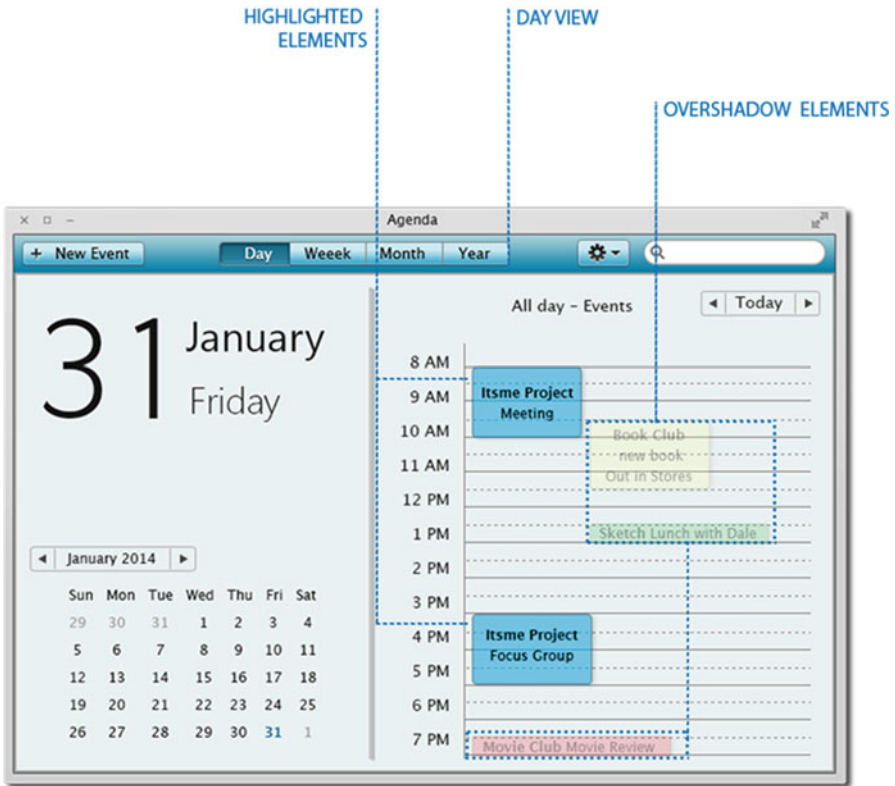 HIGHLIGHTED
ELEMENTS
DAY VIEW
OVERSHADOW ELEMENTS
Agenda
+ New Event
Day Weeek Month Year
31 January
Friday
January 2014
Sun Mon Tue Wed Thu Fri Sat
29 30 31 1 2 3 4
5 6 7 8 9 10 11
12 13 14 15 16 17 18
19 20 21 22 23 24 25
26 27 28 29 30 31 1
All day - Events
Today
8 AM
9 AM
Itsme Project
Meeting
10 AM
Book Club
new book
11 AM
Out in Stores
12 PM
1 PM
Sketch Lunch with Dale
2 PM
3 PM
4 PM
Itsme Project
Focus Group
5 PM
6 PM
7 PM
Movie Club Movie Review